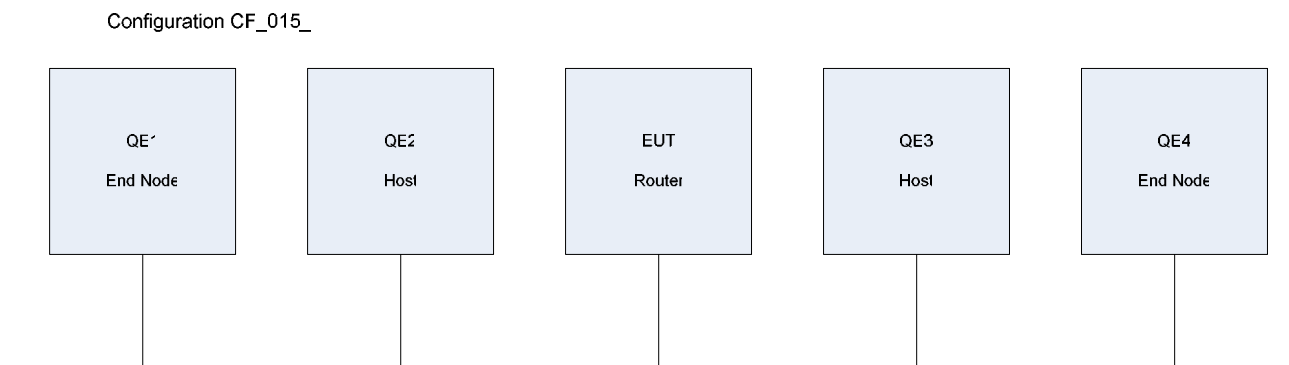 Configuration CF_015_
QE1
End Node
QE2
Host
EUT
Router
QE3
Host
QE4
End Node